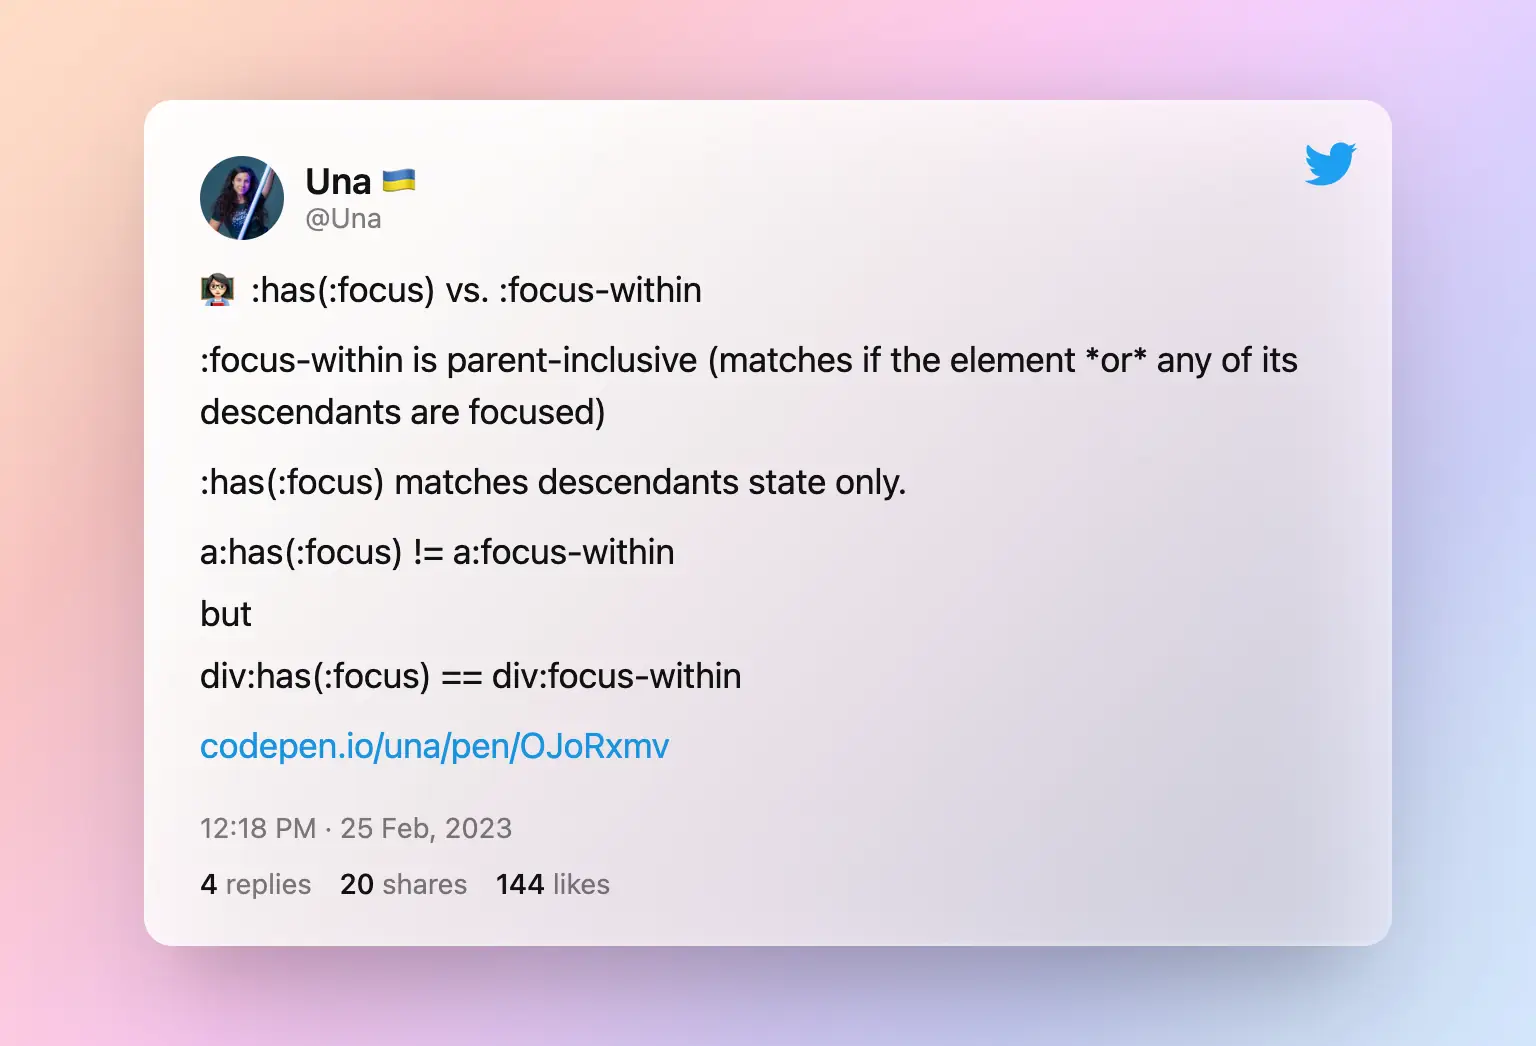 Una 🇺🇦
@Una
👩🏻‍🏫 :has(:focus) vs. :focus-within
:focus-within is parent-inclusive (matches if the element *or* any of its
descendants are focused)
:has(:focus) matches descendants state only.
a:has(:focus) != a:focus-within
but
div:has(:focus) == div:focus-within
codepen.io/una/pen/OJoRxmv
12:18 PM · 25 Feb, 2023
4 replies 20 shares 144 likes